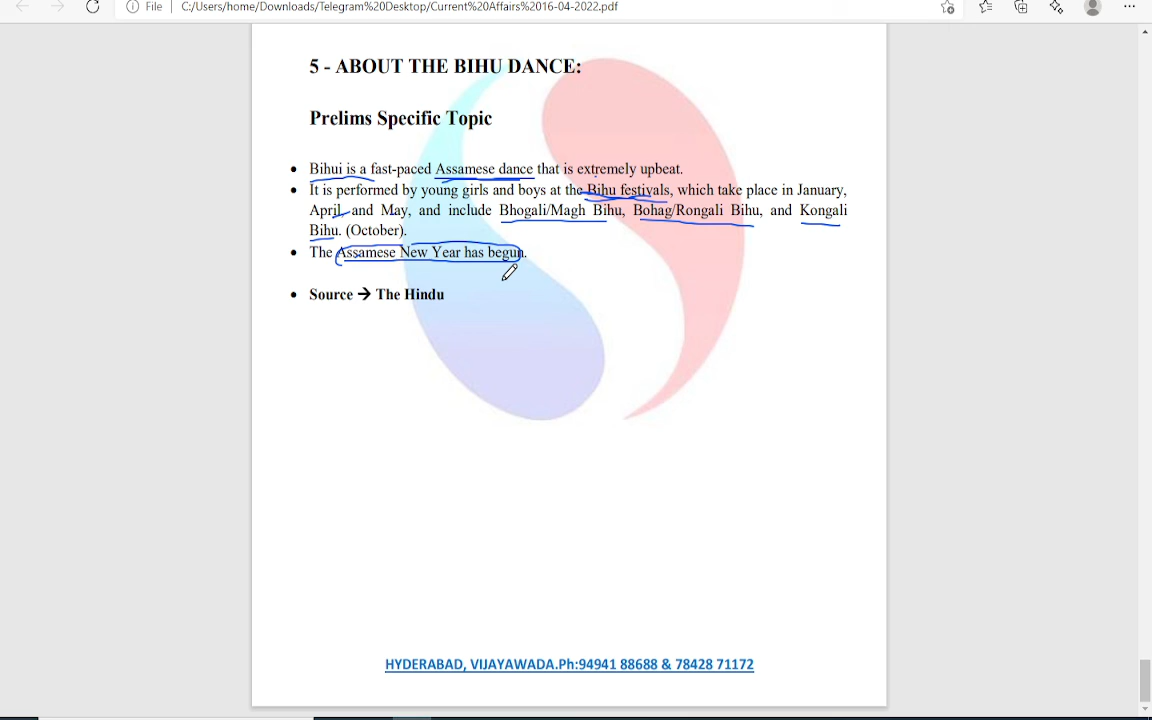 File
C:/Users/home/Downloads/Telegram%20Desktop/Current%20Affairs%2016-04-2022.pdf
5 - ABOUT THE BIHU DANCE:
Prelims Specific Topic
• Bihui is a fast-paced Assamese dance that is extremely upbeat.
• It is performed by young girls and boys at the Bihu festivals, which take place in January,
April, and May, and include Bhogali/Magh Bihu, Bohag/Rongali Bihu, and Kongali
Bihu. (October).
• The Assamese New Year has begun.
• Source → The Hindu
HYDERABAD, VIJAYAWADA.Ph:94941 88688 & 78428 71172